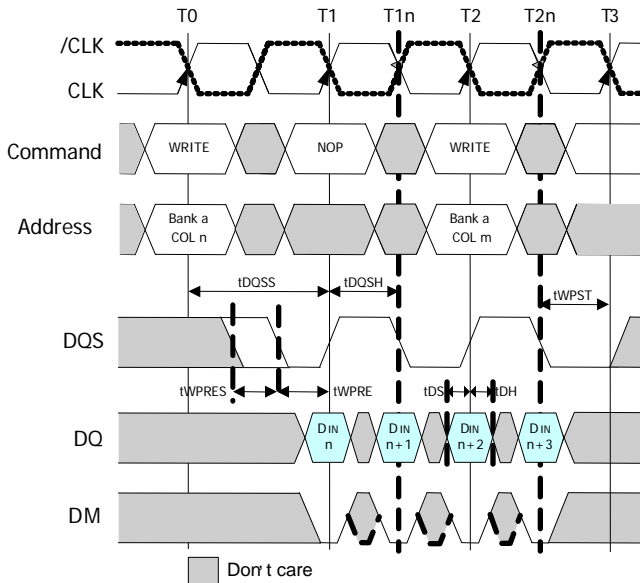 T0 T1 T1n T2 T2n T3
/CLK
CLK
Command WRITE NOP WRITE
Address Bank a COL n Bank a COL m
tDQSS tDQSH
tWPST
DQS
tWPRES tWPRE tDS tDH
DQ DIN n DIN n+1 DIN n+2 DIN n+3
DM
Don't care